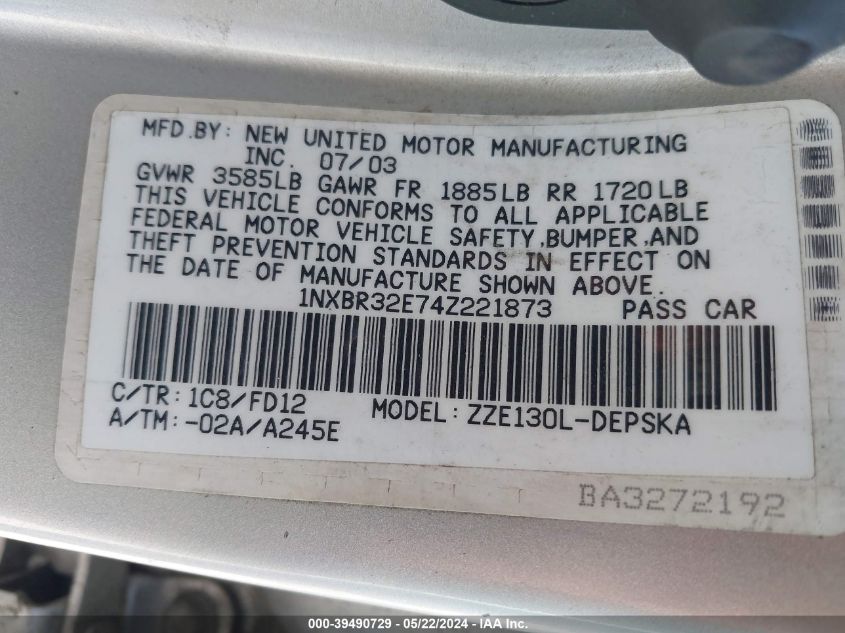 MFD.BY: NEW UNITED MOTOR MANUFACTURING
INC. 07/03
GVWR 3585LB GAWR FR 1885LB RR 1720LB
THIS VEHICLE CONFORMS TO ALL APPLICABLE
FEDERAL MOTOR VEHICLE SAFETY,BUMPER,AND
THEFT PREVENTION STANDARDS IN EFFECT ON
THE DATE OF MANUFACTURE SHOWN ABOVE.
1NXBR32E74Z221873 PASS CAR
C/TR:1C8/FD12
A/TM:-02A/A245E
MODEL:ZZE130L-DEPSKA
BA3272192
000-39490729 - 05/22/2024 - IAA Inc.